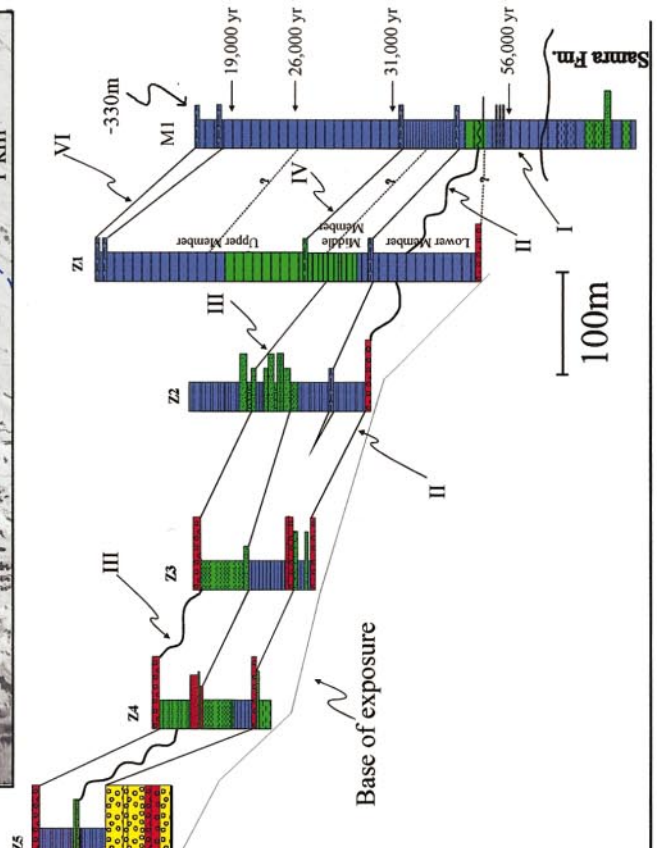 1 km
Samra Fm.
19,000 yr
26,000 yr
31,000 yr
56,000 yr
-330m
M1
VI
?
IV
?
?
II
I
Z1
Upper Member
Middle
Member
Lower Member
III
Z2
II
100m
Z3
III
Z4
Base of exposure
Z5